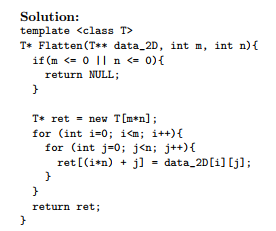 Solution:
template <class T>
T* Flatten(T** data_2D, int m, int n){
  if(m <= 0 || n <= 0){
    return NULL;
  }

  T* ret = new T[m*n];
  for (int i=0; i<m; i++){
    for (int j=0; j<n; j++){
      ret[(i*n) + j] = data_2D[i][j];
    }
  }
  return ret;
}